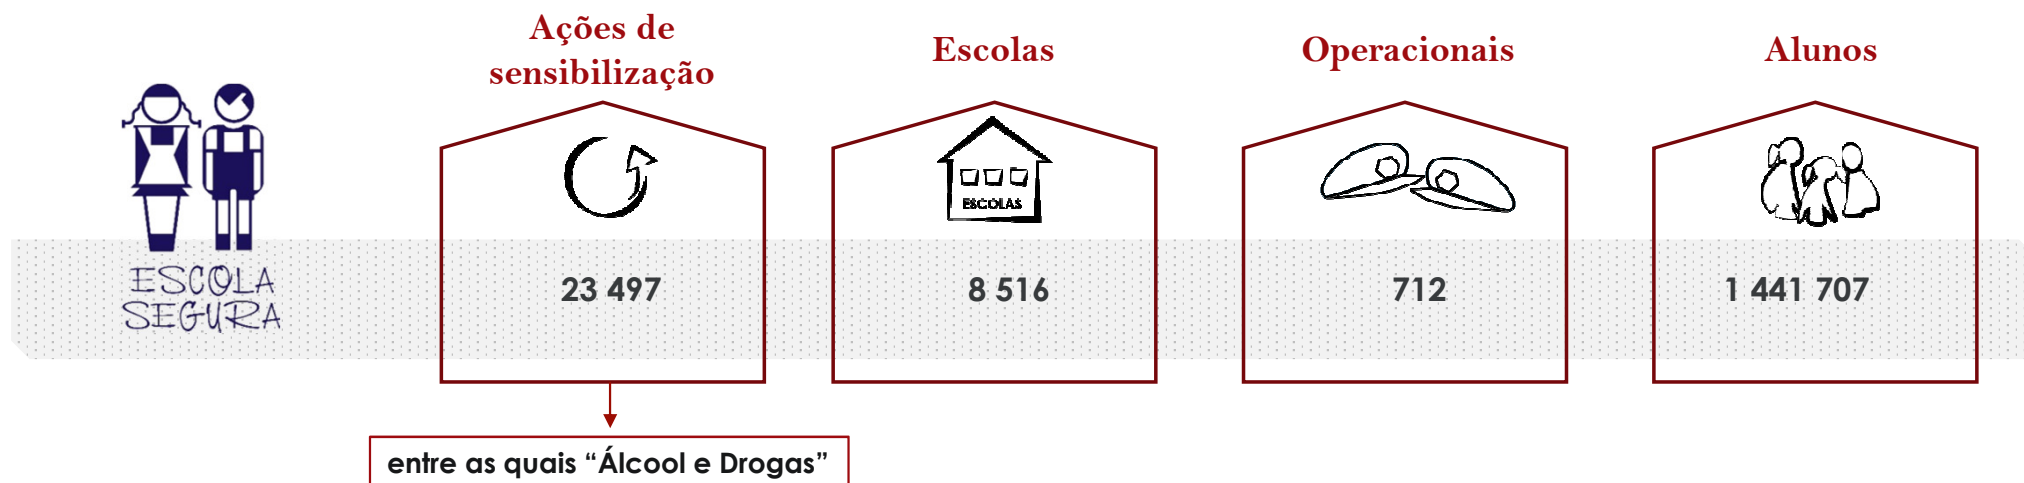 Ações de
sensibilização
Escolas
Operacionais
Alunos
ESCOLAS
ESCOLA
SEGURA
23 497
8 516
712
1 441 707
entre as quais “Álcool e Drogas”